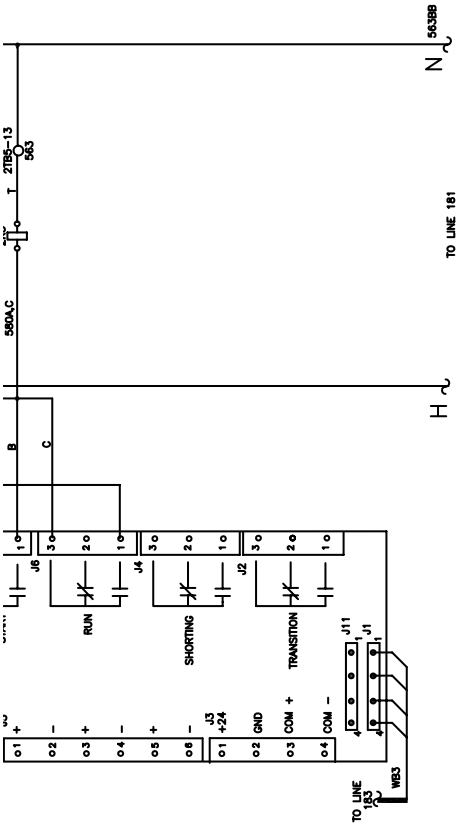 563BB
N
2TB5-13
563
T
TO LINE 181
580A,C
H
B
C
1
J6
3
2
1
RUN
J4
3
2
1
SHORTING
J2
3
2
1
TRANSITION
1 +
2 -
3 +
4 -
5 +
6 -
J3
1 +24
2 GND
3 COM +
4 COM -
J11
1
4
J1
1
4
WB3
TO LINE
183